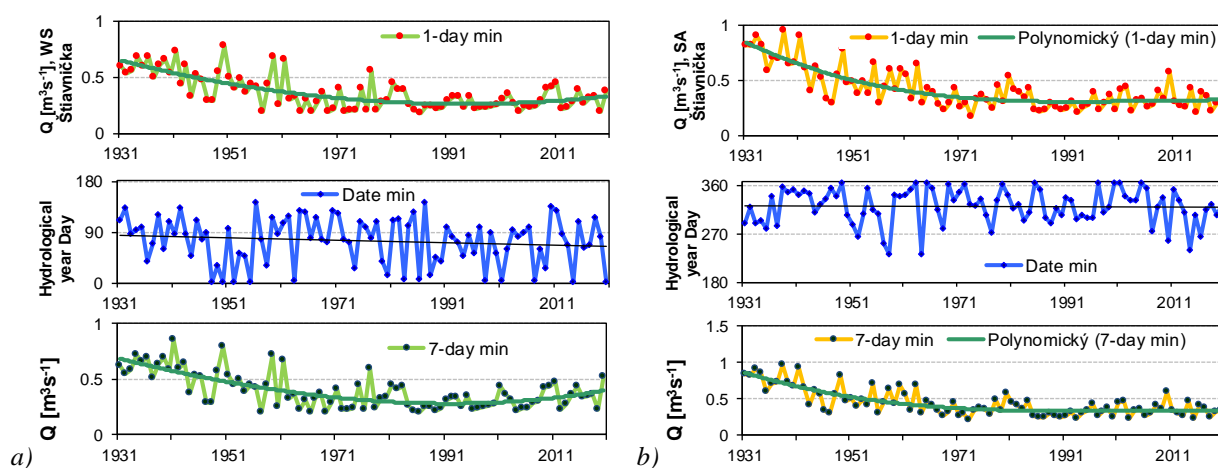 Q [m³s⁻¹], WS
Štiavnička
1
0.5
0
1-day min
1931 1951 1971 1991 2011
Hydrological
year Day
180
90
0
Date min
1931 1951 1971 1991 2011
Q [m³s⁻¹]
1
0.5
0
7-day min
1931 1951 1971 1991 2011
a)
Q [m³s⁻¹], SA
Štiavnička
1
0.5
0
1-day min Polynomický (1-day min)
1931 1951 1971 1991 2011
Hydrological
year Day
360
270
180
Date min
1931 1951 1971 1991 2011
Q [m³s⁻¹]
1.5
1
0.5
0
7-day min Polynomický (7-day min)
1931 1951 1971 1991 2011
b)